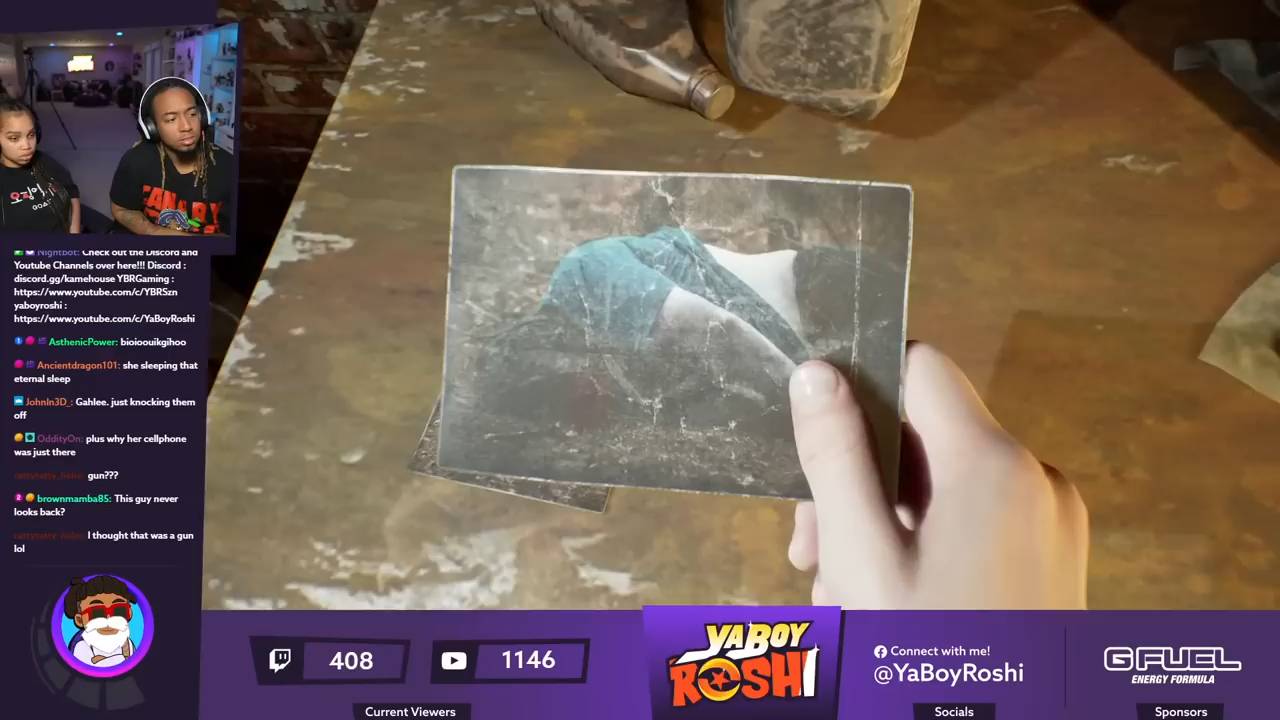 Nightbot: Check out the Discord and
Youtube Channels over here!!! Discord :
discord.gg/kamehouse YBRGaming :
https://www.youtube.com/c/YBRSzn
yaboyroshi :
https://www.youtube.com/c/YaBoyRoshi
AsthenicPower: bioioouikgihoo
Ancientdragon101: she sleeping that
eternal sleep
JohnIn3D_: Gahlee. just knocking them
off
OddityOn: plus why her cellphone
was just there
gun???
brownmamba85: This guy never
looks back?
I thought that was a gun
lol
408
1146
Current Viewers
YABOY
ROSHI
Connect with me!
@YaBoyRoshi
Socials
G FUEL
ENERGY FORMULA
Sponsors